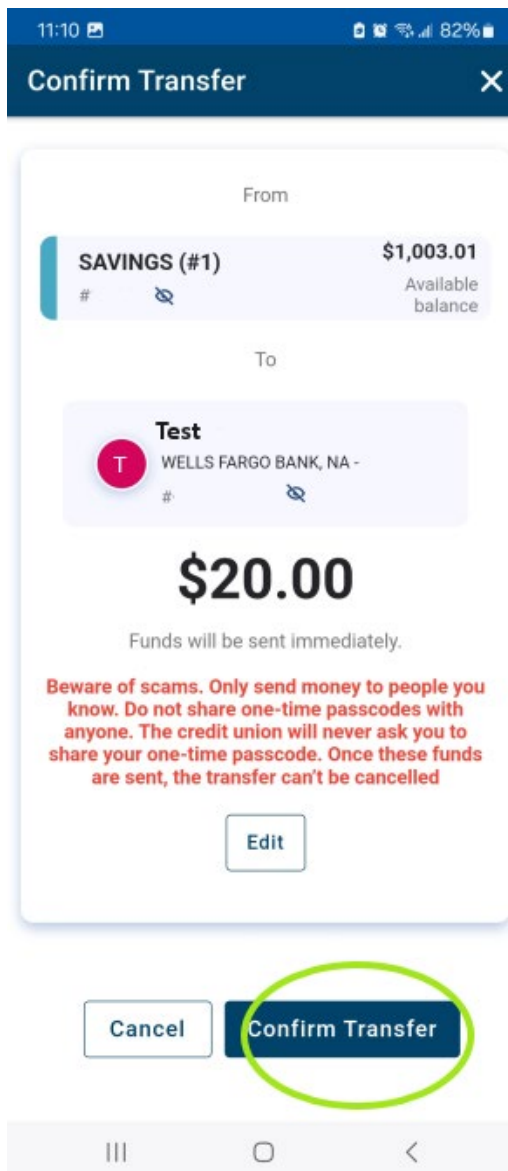 11:10 82%
Confirm Transfer
From
SAVINGS (#1) $1,003.01
# Available
balance
To
Test
T WELLS FARGO BANK, NA -
#
$20.00
Funds will be sent immediately.
Beware of scams. Only send money to people you
know. Do not share one-time passcodes with
anyone. The credit union will never ask you to
share your one-time passcode. Once these funds
are sent, the transfer can't be cancelled
Edit
Cancel Confirm Transfer